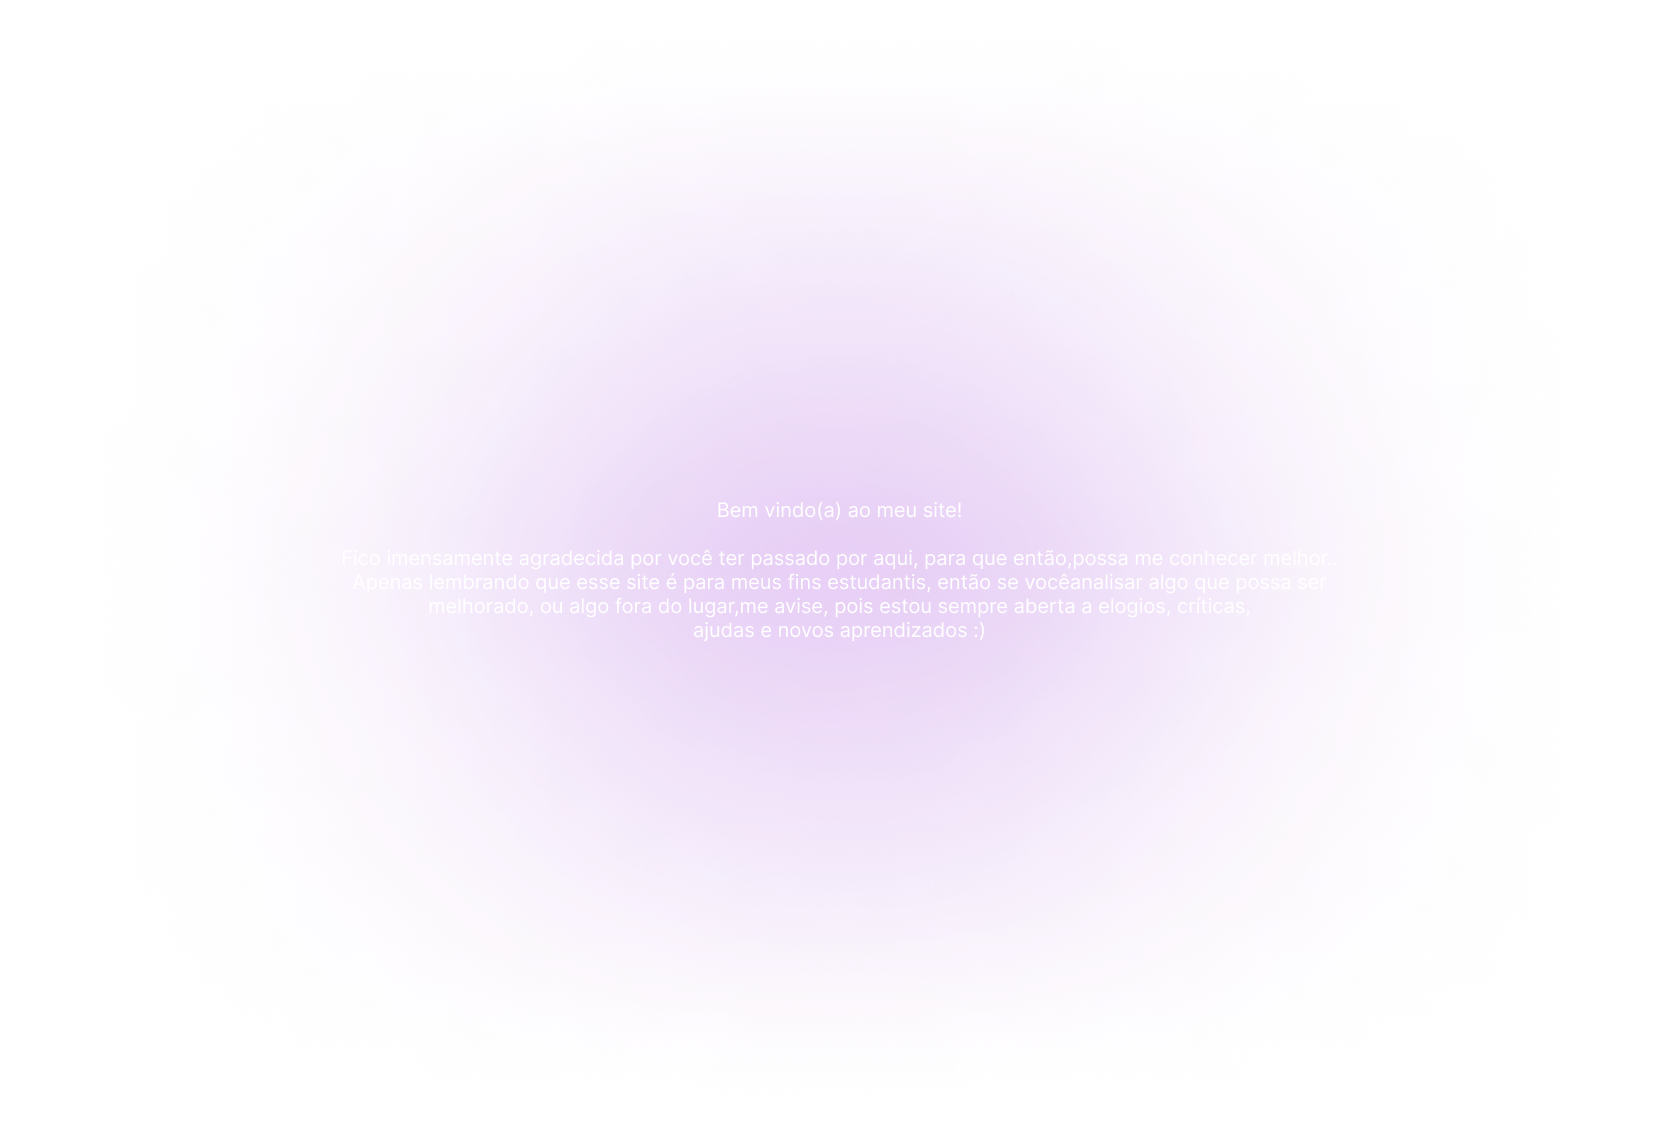 Bem vindo(a) ao meu site!
Fico imensamente agradecida por você ter passado por aqui, para que então,possa me conhecer melhor..
Apenas lembrando que esse site é para meus fins estudantis, então se vocêanalisar algo que possa ser
melhorado, ou algo fora do lugar,me avise, pois estou sempre aberta a elogios, críticas,
ajudas e novos aprendizados :)